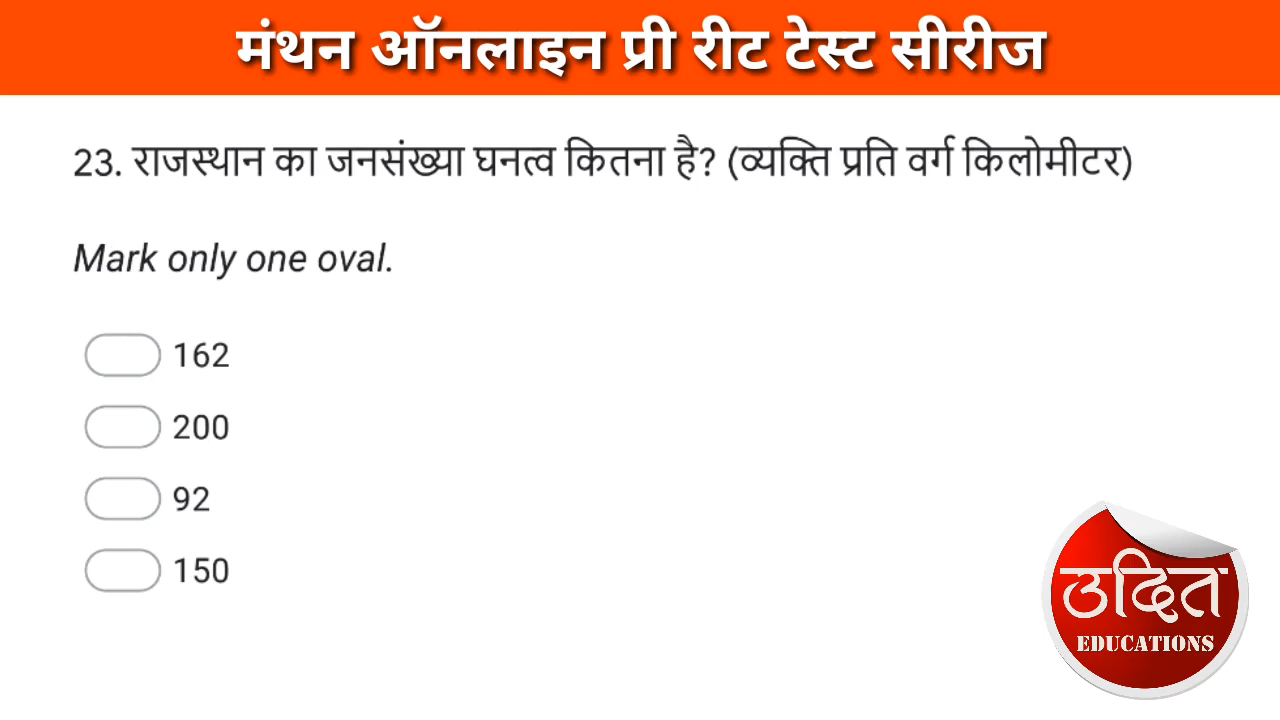 मंथन ऑनलाइन प्री रीट टेस्ट सीरीज
23. राजस्थान का जनसंख्या घनत्व कितना है? (व्यक्ति प्रति वर्ग किलोमीटर)
Mark only one oval.
162
200
92
150
उदित
EDUCATIONS